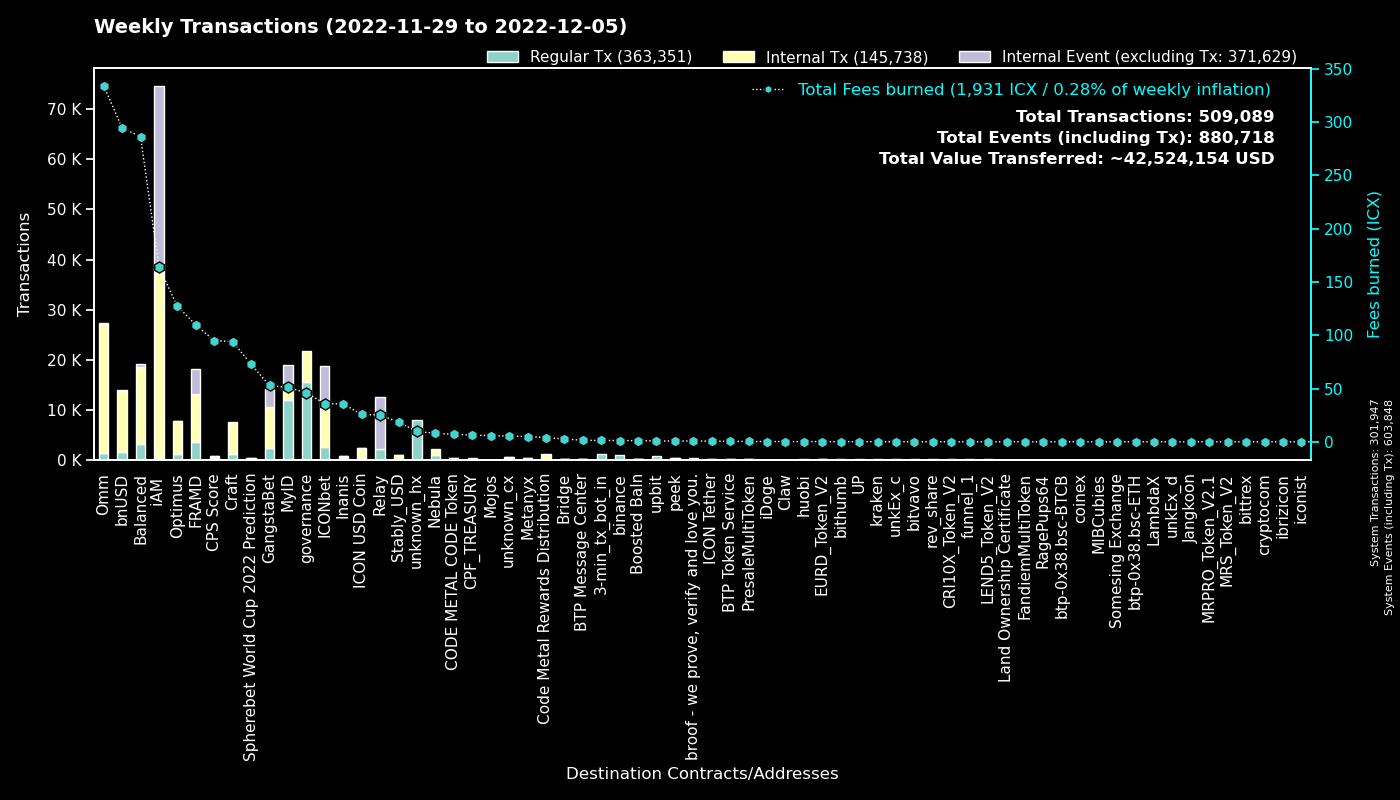 Weekly Transactions (2022-11-29 to 2022-12-05)
Regular Tx (363,351)
Internal Tx (145,738)
Internal Event (excluding Tx: 371,629)
Total Fees burned (1,931 ICX / 0.28% of weekly inflation)
Total Transactions: 509,089
Total Events (including Tx): 880,718
Total Value Transferred: ~42,524,154 USD
Transactions
70 K
60 K
50 K
40 K
30 K
20 K
10 K
0 K
350
300
250
200
150
100
50
0
Fees burned (ICX)
System Transactions: 301,947
System Events (including Tx): 603,848
Omm
bnUSD
Balanced
iAM
Optimus
FRAMD
CPS Score
Craft
Spherebet World Cup 2022 Prediction
GangstaBet
MyID
governance
ICONbet
Inanis
ICON USD Coin
Relay
Stably_USD
unknown_hx
Nebula
CODE METAL CODE Token
CPF_TREASURY
Mojos
unknown_cx
Metanyx
Code Metal Rewards Distribution
Bridge
BTP Message Center
3-min_tx_bot_in
binance
Boosted Baln
upbit
peek
broof - we prove, verify and love you.
ICON Tether
BTP Token Service
PresaleMultiToken
iDoge
Claw
huobi
EURD_Token_V2
bithumb
UP
kraken
unkEx_c
bitvavo
rev_share
CRI10X_Token_V2
funnel_1
LEND5_Token_V2
Land Ownership Certificate
FandiemMultiToken
RagePups64
btp-0x38.bsc-BTCB
coinex
MIBCubies
Somesing Exchange
btp-0x38.bsc-ETH
LambdaX
unkEx_d
Jangkoon
MRPRO_Token_V2.1
MRS_Token_V2
bittrex
cryptocom
ibrizicon
iconist
Destination Contracts/Addresses